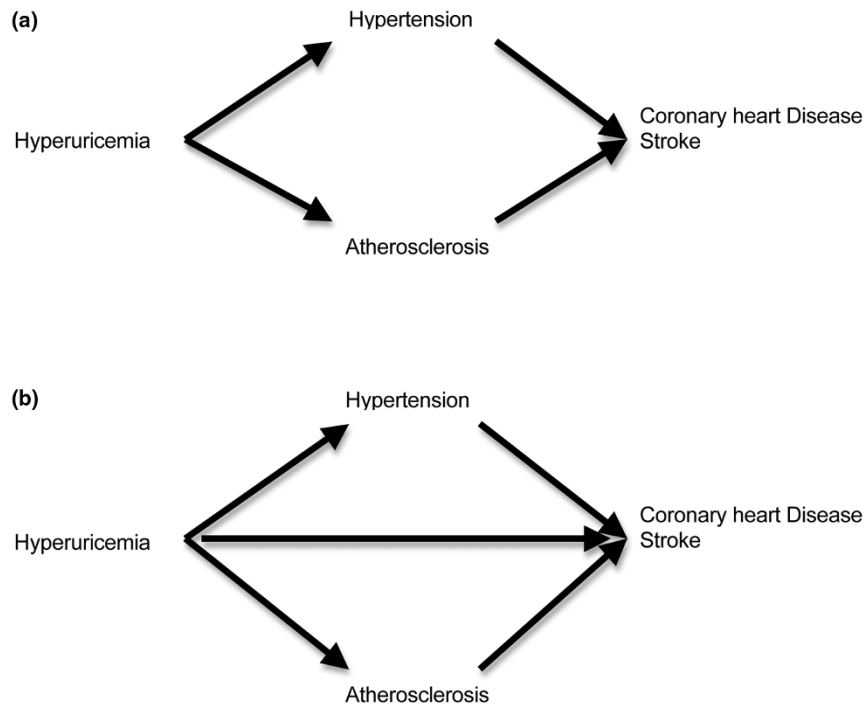 (a)
Hypertension
Hyperuricemia
Coronary heart Disease
Stroke
Atherosclerosis
(b)
Hypertension
Hyperuricemia
Coronary heart Disease
Stroke
Atherosclerosis